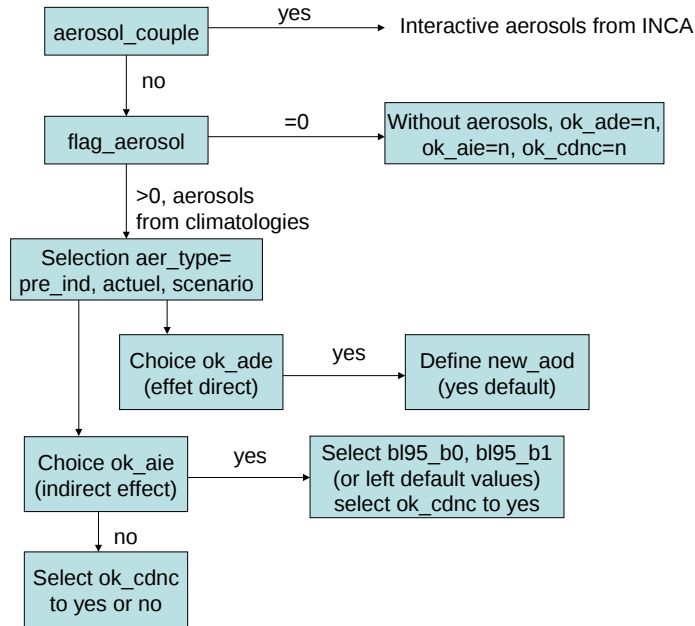 aerosol_couple
yes
Interactive aerosols from INCA
no
flag_aerosol
=0
Without aerosols, ok_ade=n,
ok_aie=n, ok_cdnc=n
>0, aerosols
from climatologies
Selection aer_type=
pre_ind, actuel, scenario
Choice ok_ade
(effet direct)
yes
Define new_aod
(yes default)
Choice ok_aie
(indirect effect)
yes
Select bl95_b0, bl95_b1
(or left default values)
select ok_cdnc to yes
no
Select ok_cdnc
to yes or no